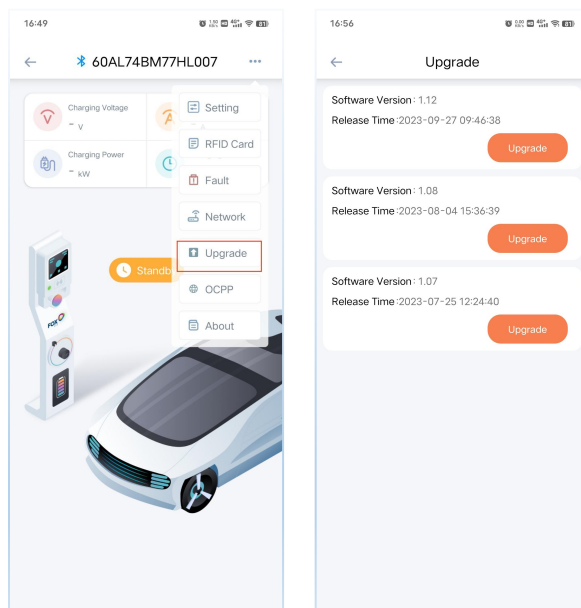 16:49
60AL74BM77HL007
Charging Voltage
- V
Charging Power
- kW
Setting
RFID Card
Fault
Network
Upgrade
OCPP
About
Standb
FOX
16:56
Upgrade
Software Version: 1.12
Release Time:2023-09-27 09:46:38
Upgrade
Software Version: 1.08
Release Time:2023-08-04 15:36:39
Upgrade
Software Version: 1.07
Release Time:2023-07-25 12:24:40
Upgrade